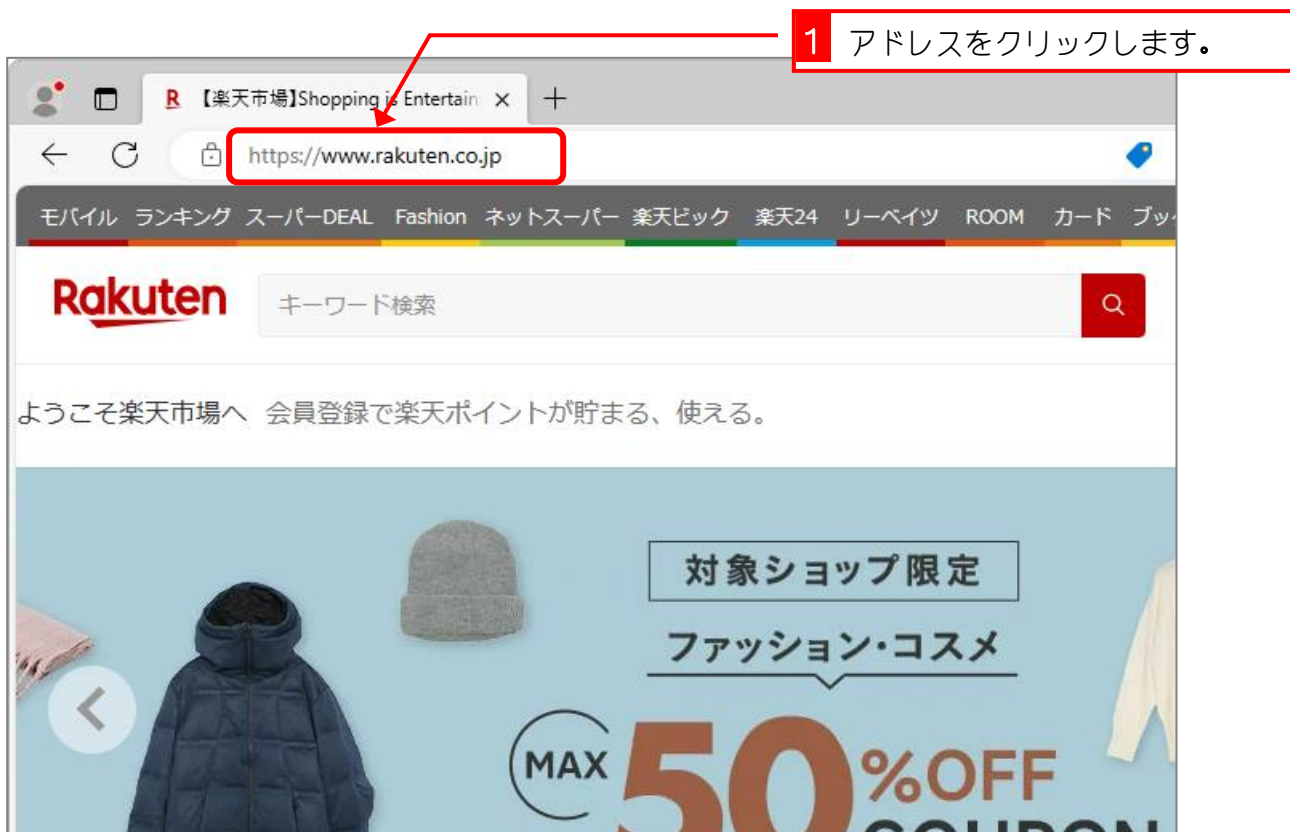 1 アドレスをクリックします。
R 【楽天市場】Shopping is Entertain
https://www.rakuten.co.jp
モバイル ランキング スーパーDEAL Fashion ネットスーパー 楽天ビック 楽天24 リーベイツ ROOM カード ブッ
Rakuten キーワード検索
ようこそ楽天市場へ 会員登録で楽天ポイントが貯まる、使える。
対象ショップ限定
ファッション・コスメ
MAX 50%OFF
COUPON